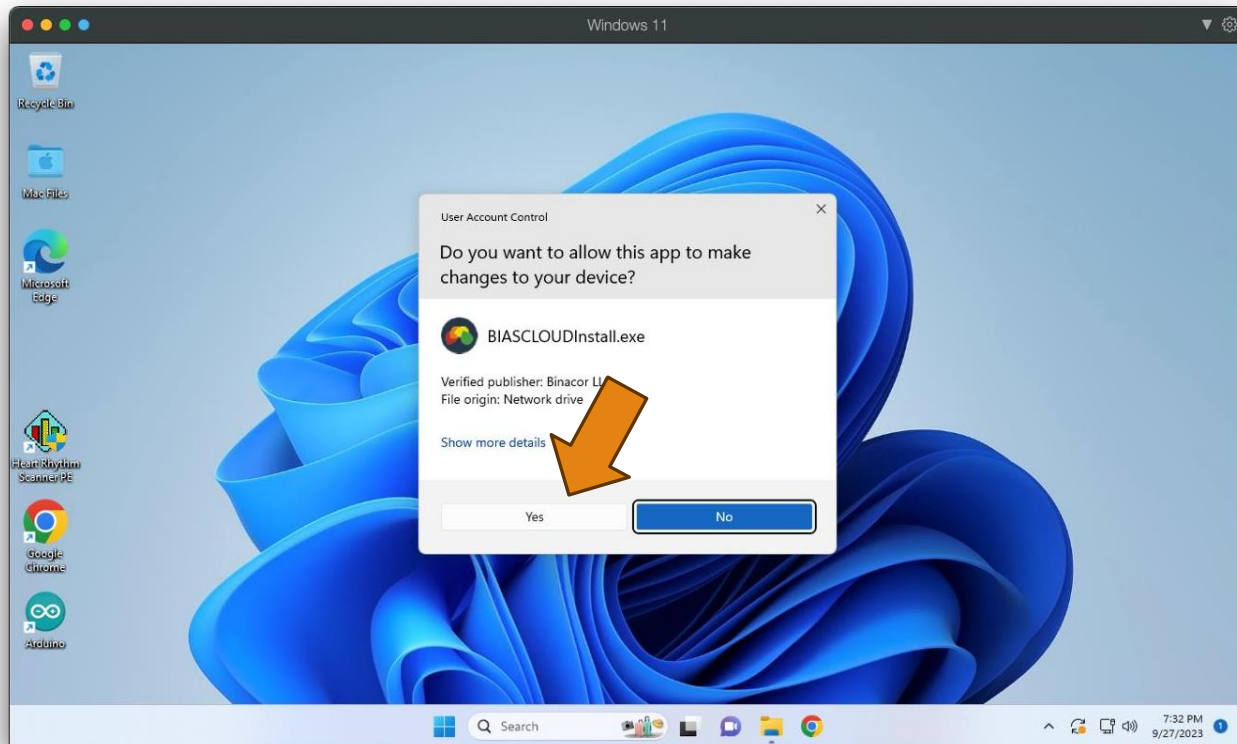 Windows 11
Recycle Bin
Mac Files
Microsoft
Edge
Heart Rhythm
Scanner PE
Google
Chrome
Arduino
User Account Control
Do you want to allow this app to make
changes to your device?
BIASCLOUDInstall.exe
Verified publisher: Binacor
File origin: Network drive
Show more details
Yes
No
Search
7:32 PM
9/27/2023
1